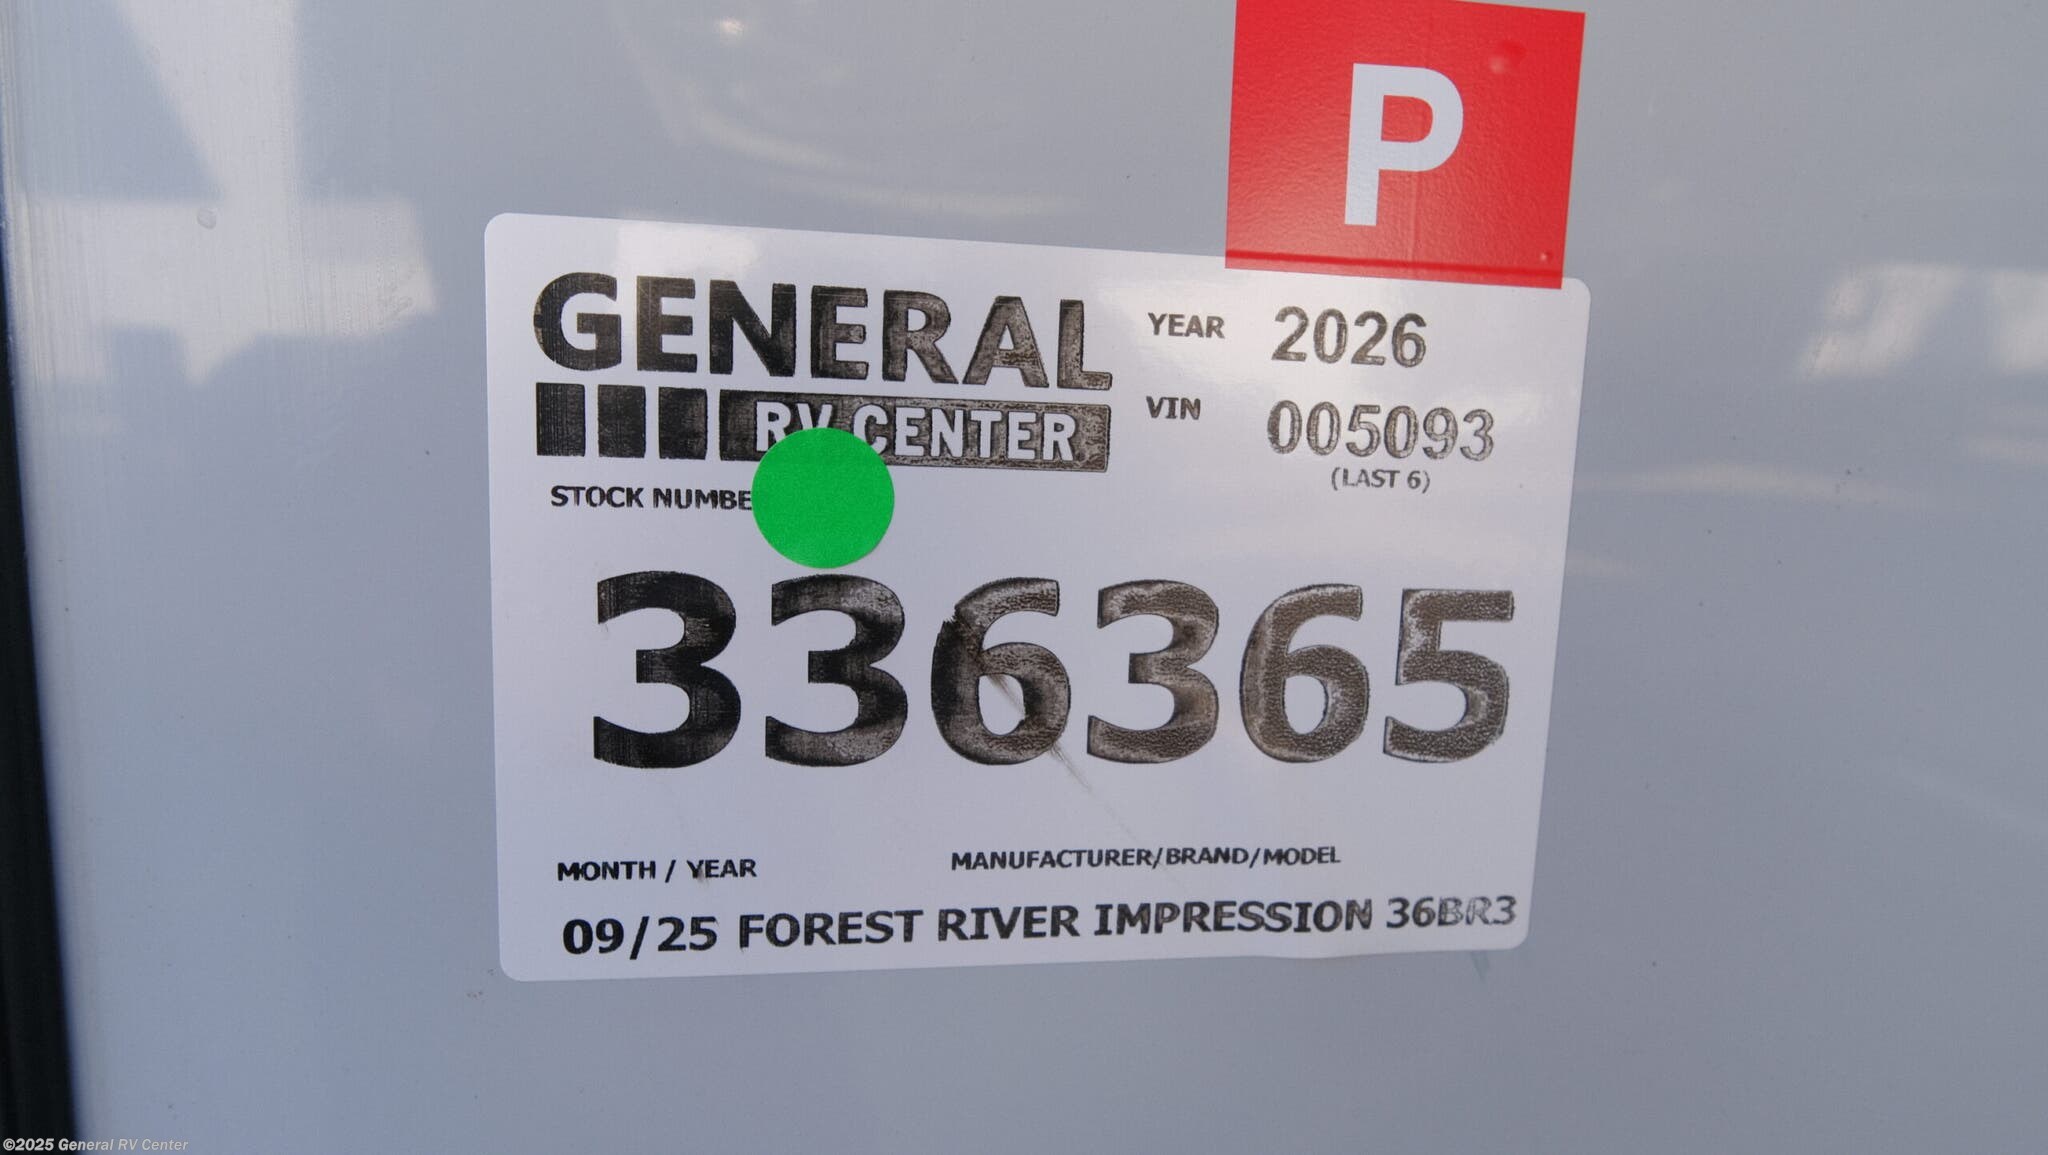 P
GENERAL
RV CENTER
YEAR 2026
VIN 005093
(LAST 6)
STOCK NUMBE
336365
MONTH / YEAR MANUFACTURER/BRAND/MODEL
09/25 FOREST RIVER IMPRESSION 36BR3
©2025 General RV Center